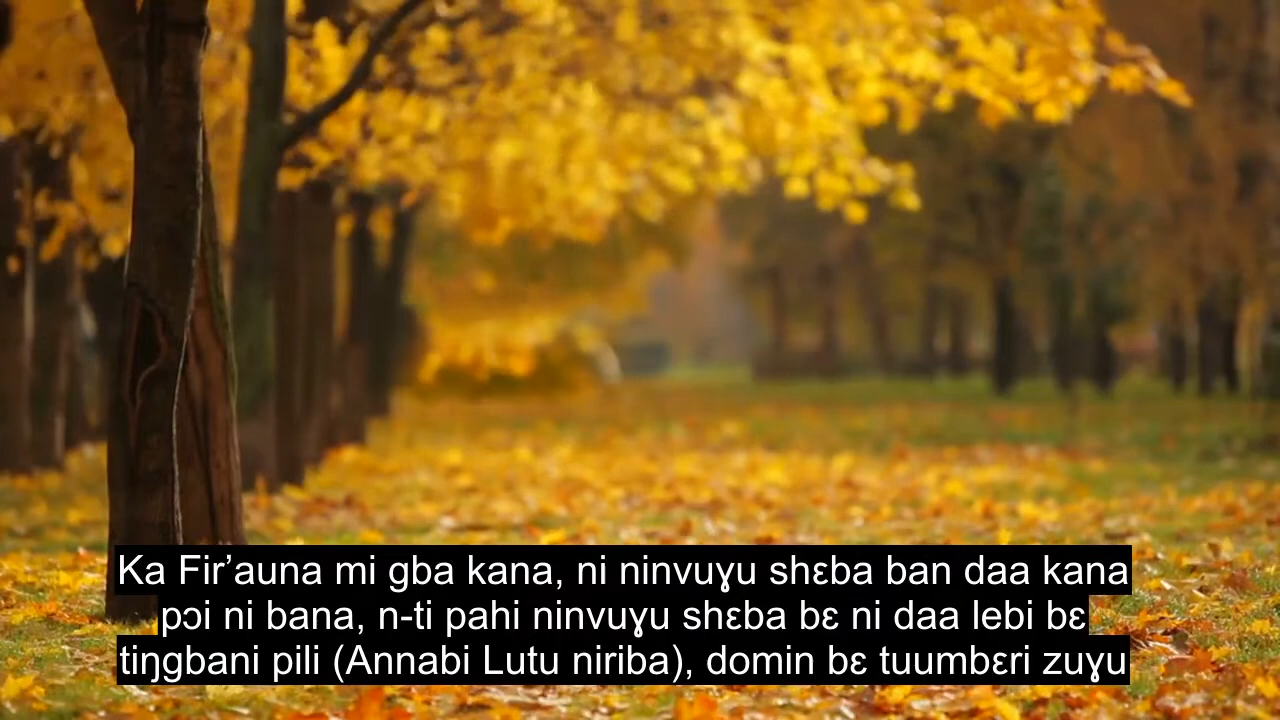 Ka Fir’auna mi gba kana, ni ninvuɣu shɛba ban daa kana
pɔi ni bana, n-ti pahi ninvuɣu shɛba bɛ ni daa lebi bɛ
tiŋgbani pili (Annabi Lutu niriba), domin bɛ tuumbɛri zuɣu